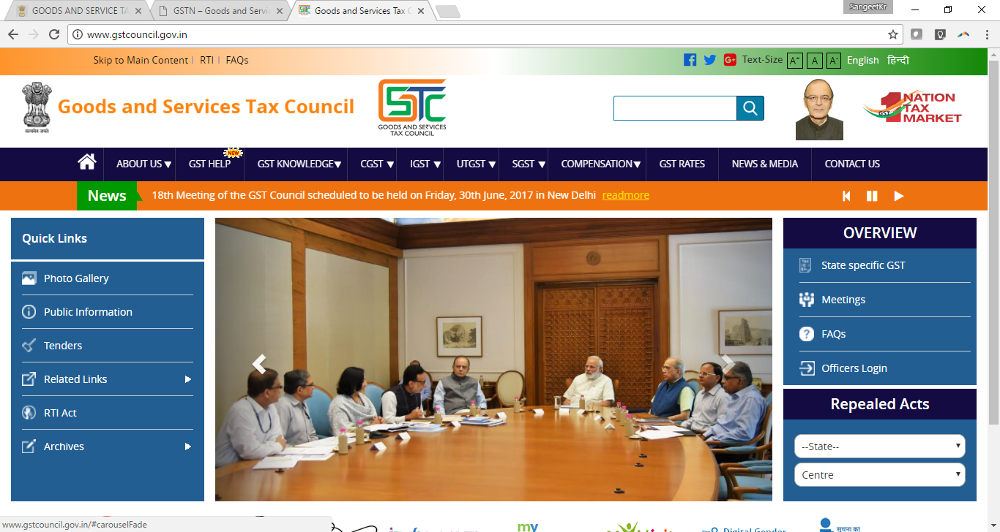 GOODS AND SERVICE TA
GSTN – Goods and Servi
Goods and Services Tax C
SangeetKr
www.gstcouncil.gov.in
Skip to Main Content
RTI
FAQs
Text-Size
A+
A
A-
English
हिन्दी
सत्यमेव जयते
Goods and Services Tax Council
GSTC
GOODS AND SERVICES
TAX COUNCIL
GST
1 NATION
TAX
MARKET
ABOUT US
GST HELP
NEW
GST KNOWLEDGE
CGST
IGST
UTGST
SGST
COMPENSATION
GST RATES
NEWS & MEDIA
CONTACT US
News
18th Meeting of the GST Council scheduled to be held on Friday, 30th June, 2017 in New Delhi readmore
Quick Links
Photo Gallery
Public Information
Tenders
Related Links
RTI Act
Archives
OVERVIEW
State specific GST
Meetings
FAQs
Officers Login
Repealed Acts
--State--
Centre
www.gstcouncil.gov.in/#carouselFade
my
Digital Gender
सूचना का